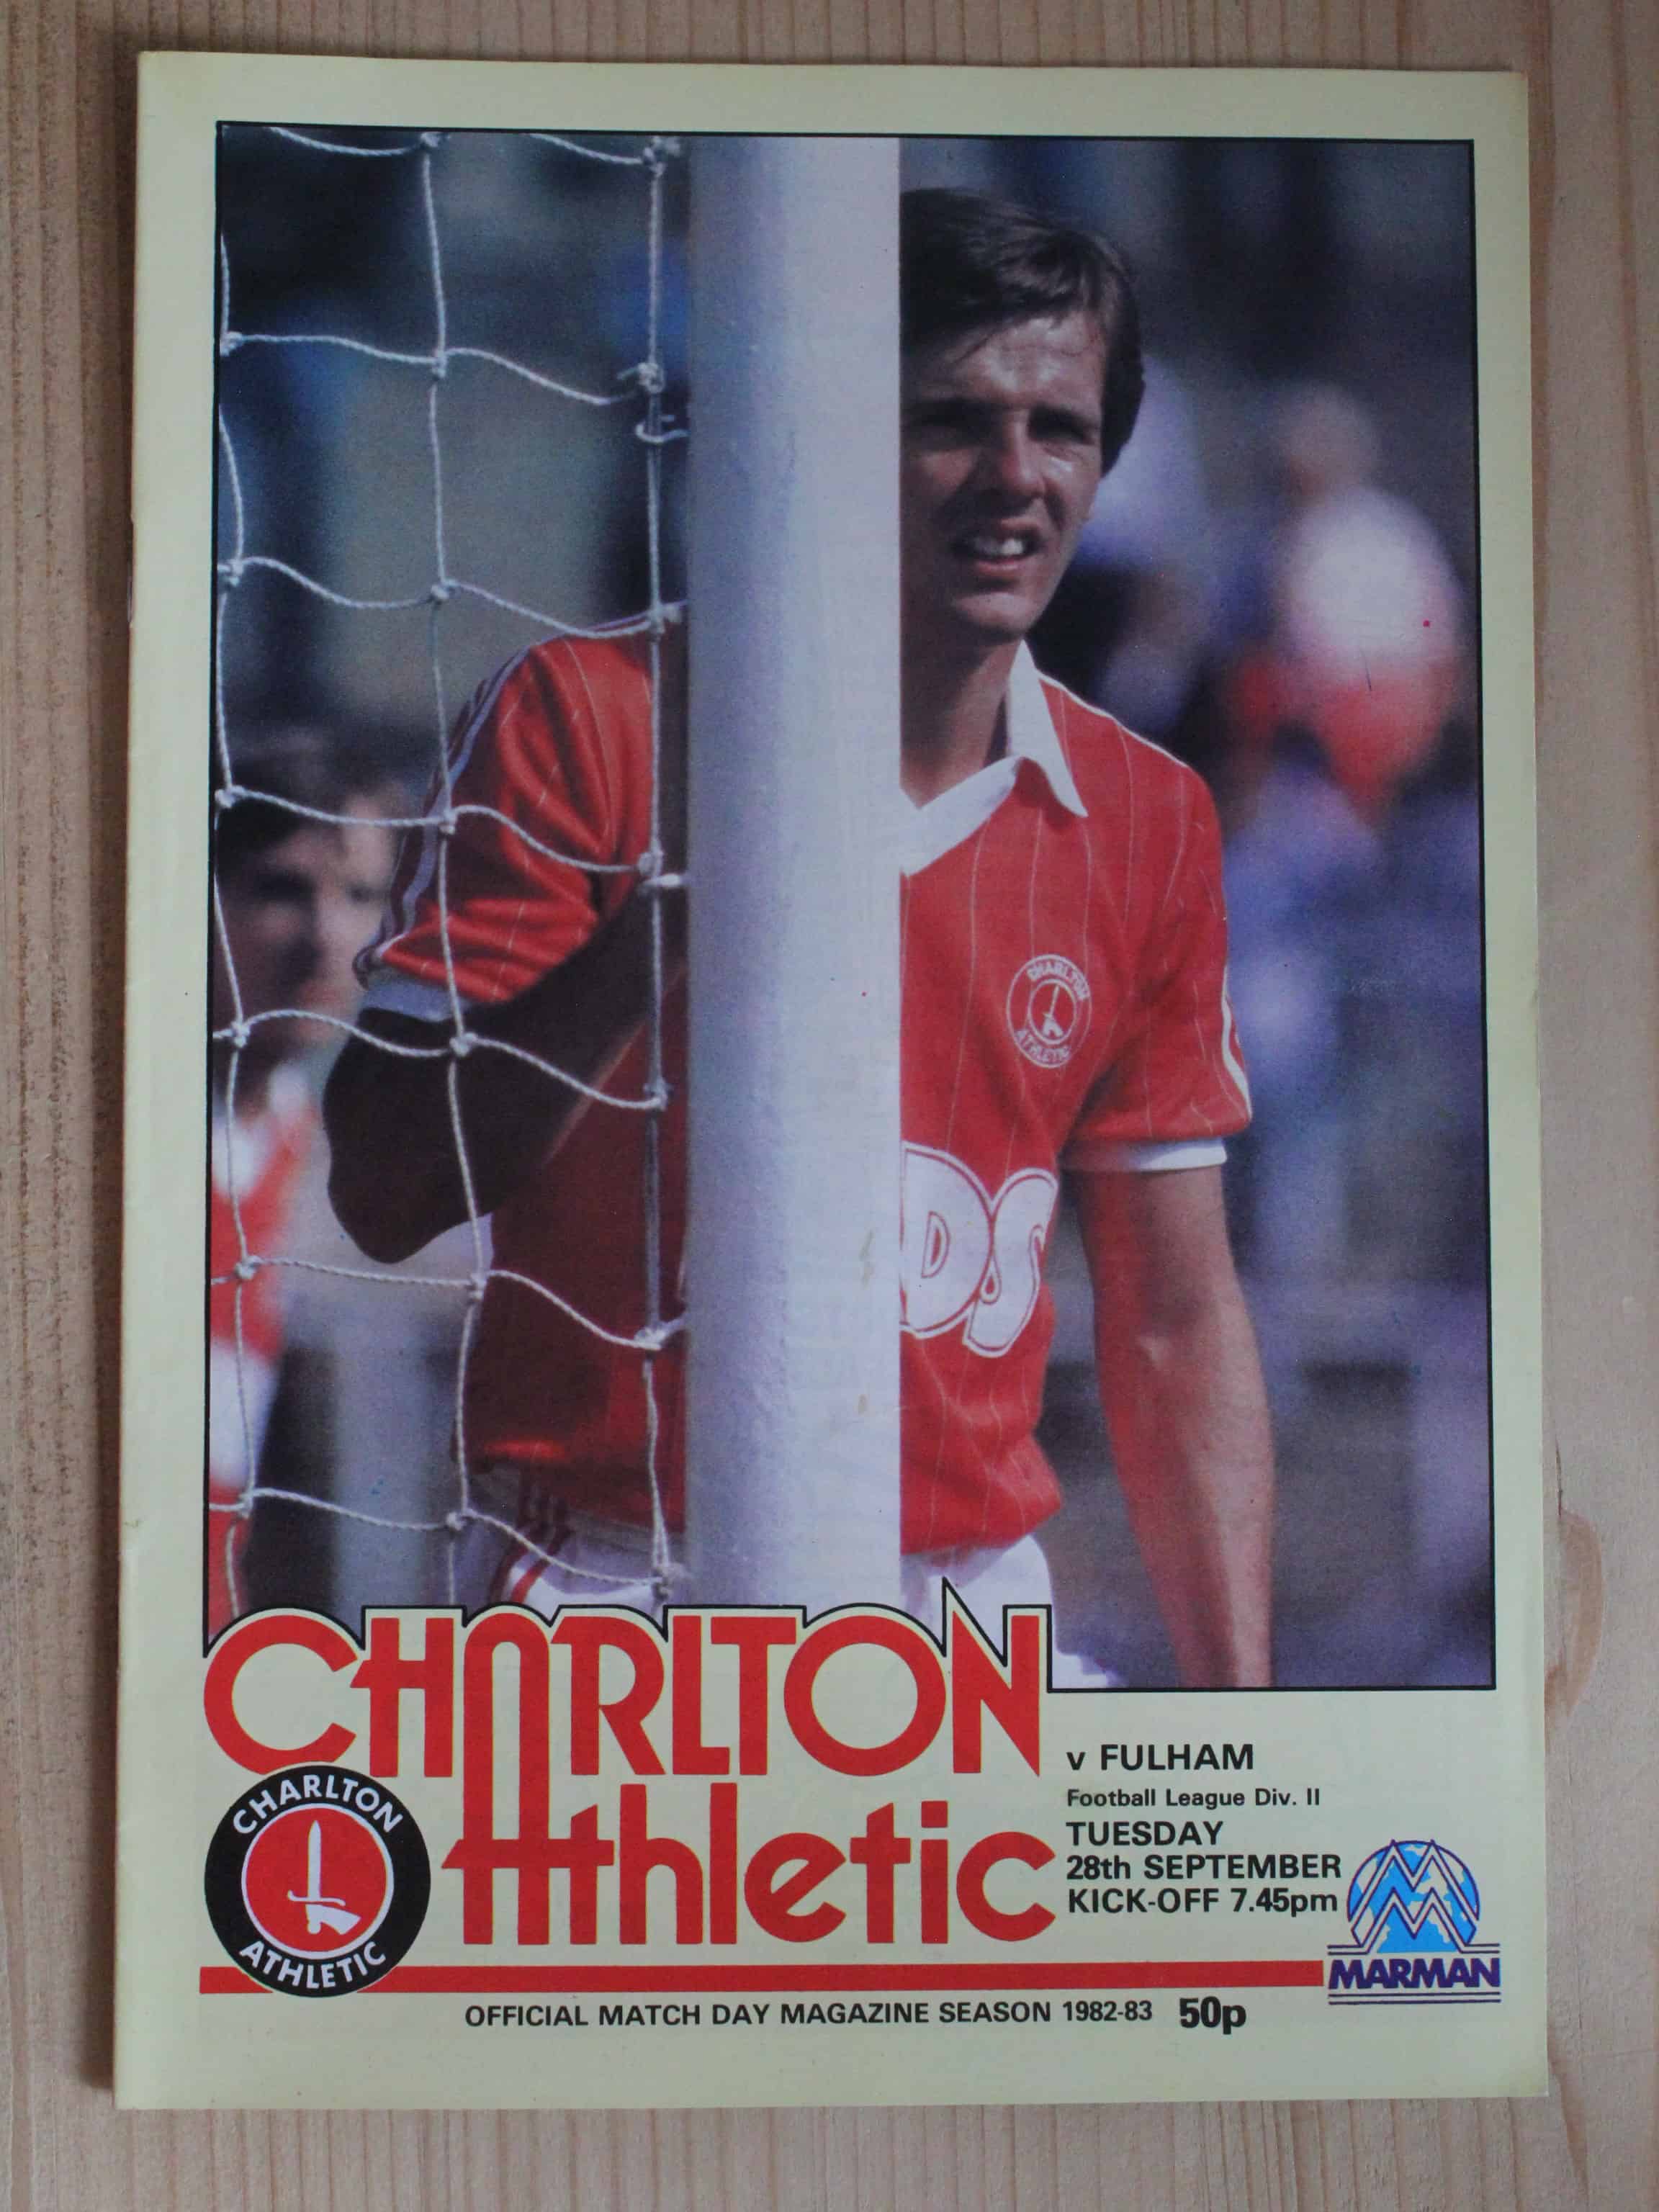 CHARLTON
ATHLETIC
DS
CHARLTON
Athletic
CHARLTON
ATHLETIC
v FULHAM
Football League Div. II
TUESDAY
28th SEPTEMBER
KICK-OFF 7.45pm
MARMAN
OFFICIAL MATCH DAY MAGAZINE SEASON 1982-83 50p